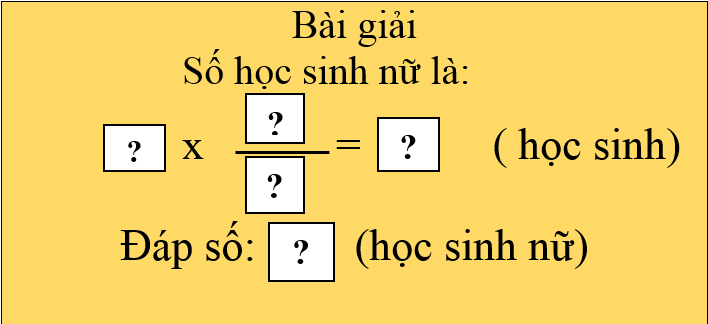 Bài giải
Số học sinh nữ là:
? x ? / ? = ? ( học sinh)
Đáp số: ? (học sinh nữ)